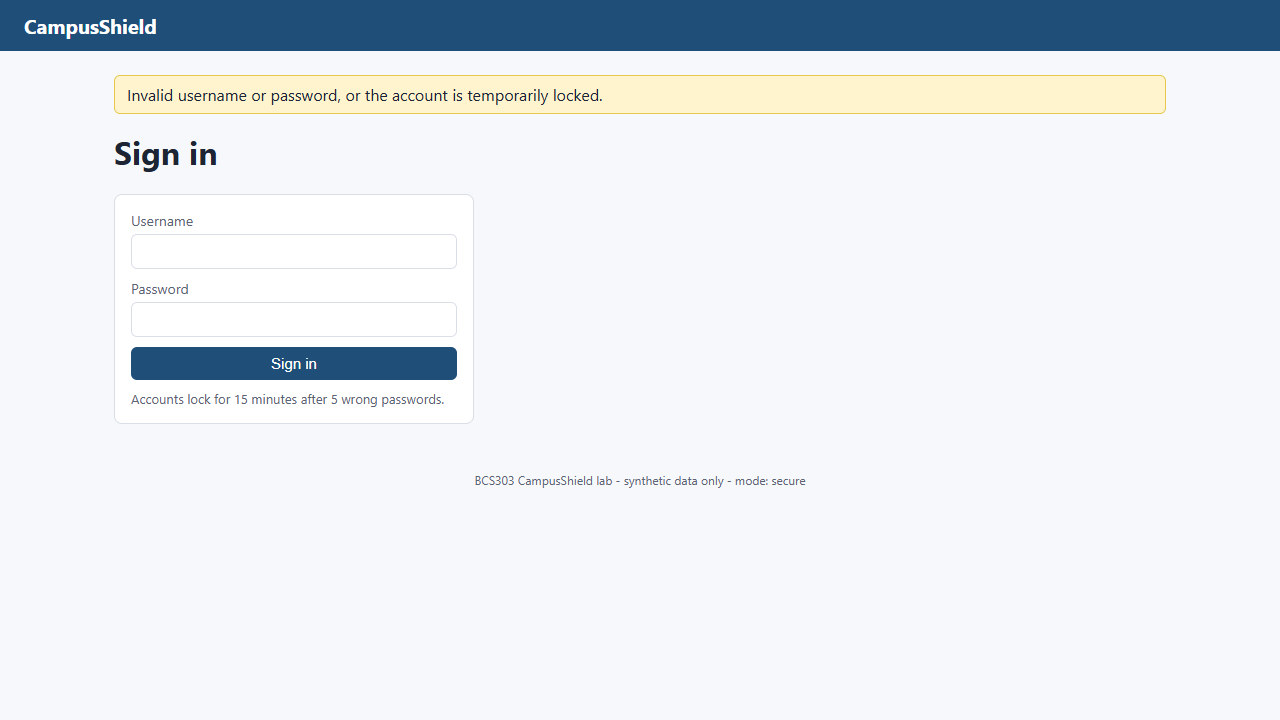 CampusShield
Invalid username or password, or the account is temporarily locked.
Sign in
Username
Password
Sign in
Accounts lock for 15 minutes after 5 wrong passwords.
BCS303 CampusShield lab - synthetic data only - mode: secure